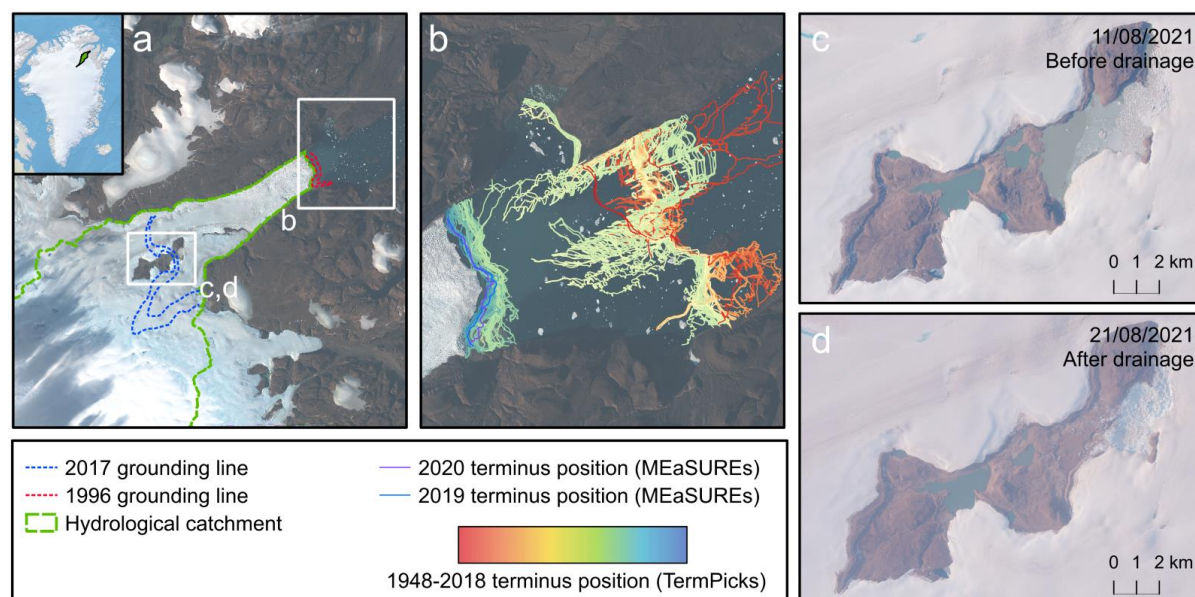 a
b
c,d
b
c
11/08/2021
Before drainage
0 1 2 km
d
21/08/2021
After drainage
0 1 2 km
2017 grounding line
1996 grounding line
Hydrological catchment
2020 terminus position (MEaSUREs)
2019 terminus position (MEaSUREs)
1948-2018 terminus position (TermPicks)